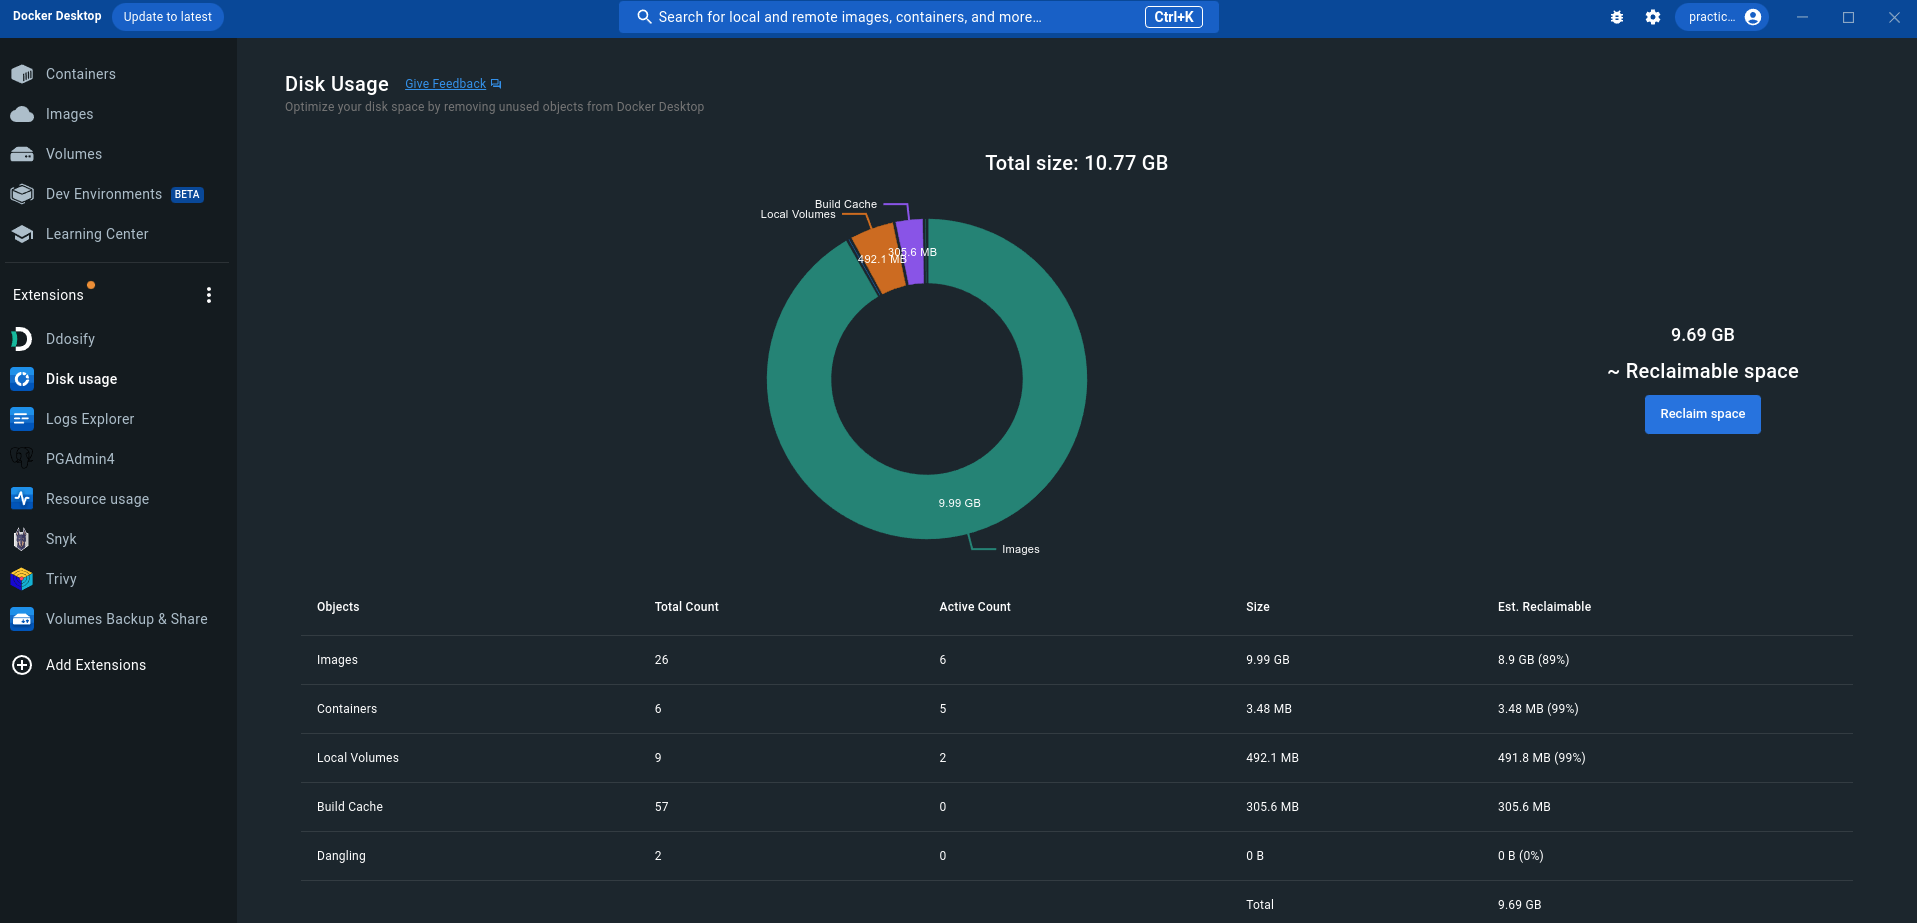 Docker Desktop Update to latest Search for local and remote images, containers, and more... Ctrl+K practic...
Containers
Images
Volumes
Dev Environments BETA
Learning Center
Extensions
Ddosify
Disk usage
Logs Explorer
PGAdmin4
Resource usage
Snyk
Trivy
Volumes Backup & Share
Add Extensions
Disk Usage Give Feedback
Optimize your disk space by removing unused objects from Docker Desktop
Total size: 10.77 GB
Build Cache
Local Volumes
305.6 MB
492.1 MB
9.99 GB
Images
9.69 GB
~ Reclaimable space
Reclaim space
Objects Total Count Active Count Size Est. Reclaimable
Images 26 6 9.99 GB 8.9 GB (89%)
Containers 6 5 3.48 MB 3.48 MB (99%)
Local Volumes 9 2 492.1 MB 491.8 MB (99%)
Build Cache 57 0 305.6 MB 305.6 MB
Dangling 2 0 0 B 0 B (0%)
Total 9.69 GB